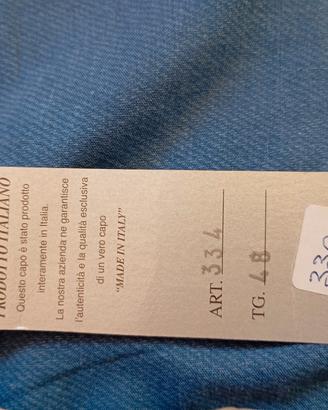 PRODOTTO ITALIANO
Questo capo è stato prodotto
interamente in Italia.
La nostra azienda ne garantisce
l'autenticità e la qualità esclusiva
di un vero capo
"MADE IN ITALY"
ART. 334
TG. 48